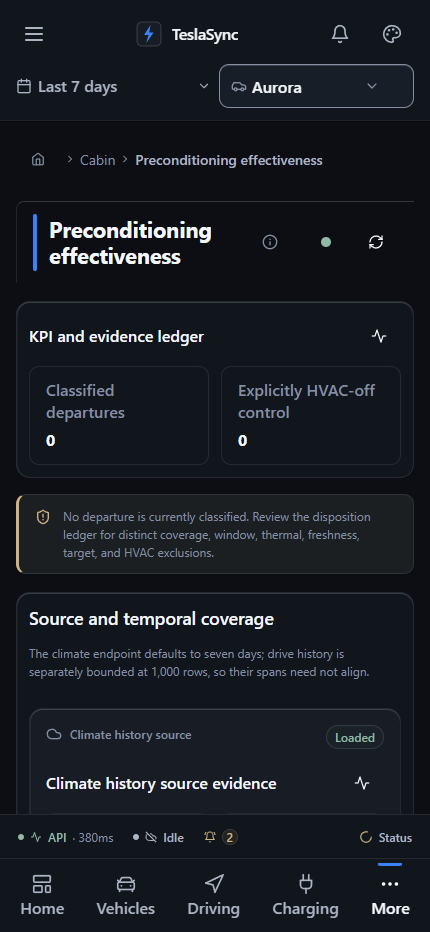 TeslaSync
Last 7 days
Aurora
Cabin
Preconditioning effectiveness
Preconditioning
effectiveness
KPI and evidence ledger
Classified
departures
0
Explicitly HVAC-off
control
0
No departure is currently classified. Review the disposition
ledger for distinct coverage, window, thermal, freshness,
target, and HVAC exclusions.
Source and temporal coverage
The climate endpoint defaults to seven days; drive history is
separately bounded at 1,000 rows, so their spans need not align.
Climate history source
Loaded
Climate history source evidence
API · 380ms
Idle
2
Status
Home
Vehicles
Driving
Charging
More